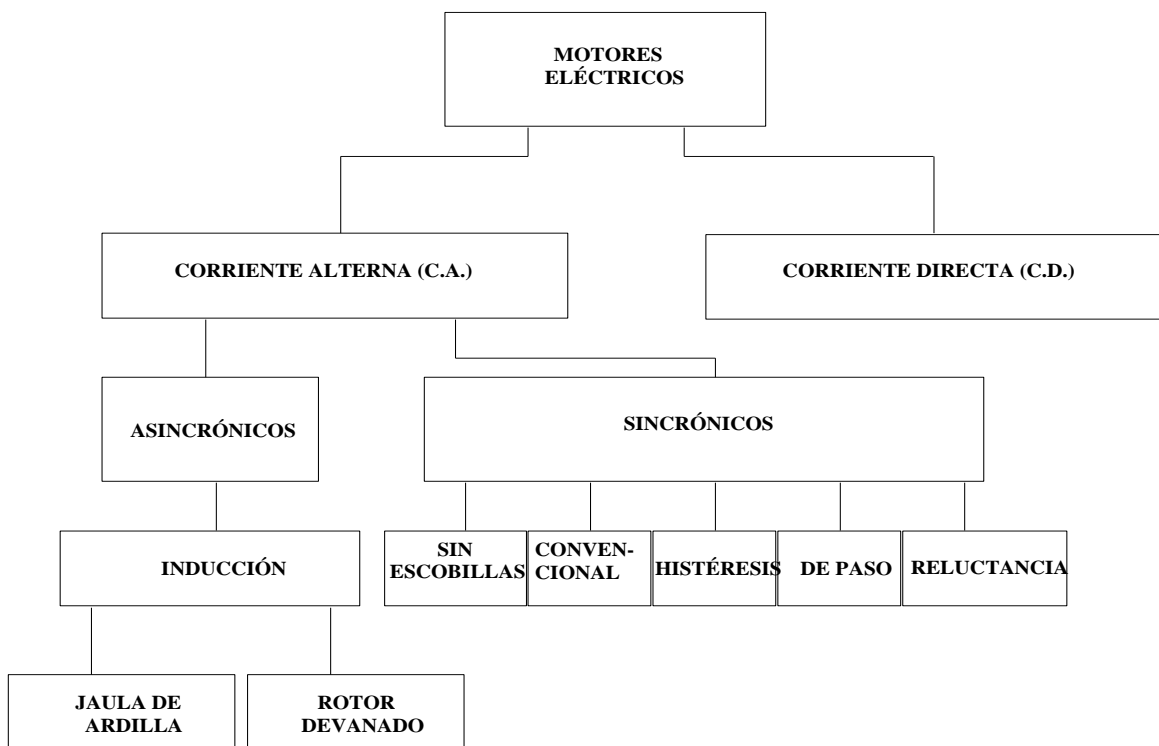 MOTORES
ELÉCTRICOS
CORRIENTE ALTERNA (C.A.)
CORRIENTE DIRECTA (C.D.)
ASINCRÓNICOS
SINCRÓNICOS
INDUCCIÓN
SIN
ESCOBILLAS
CONVEN-
CIONAL
HISTÉRESIS
DE PASO
RELUCTANCIA
JAULA DE
ARDILLA
ROTOR
DEVANADO